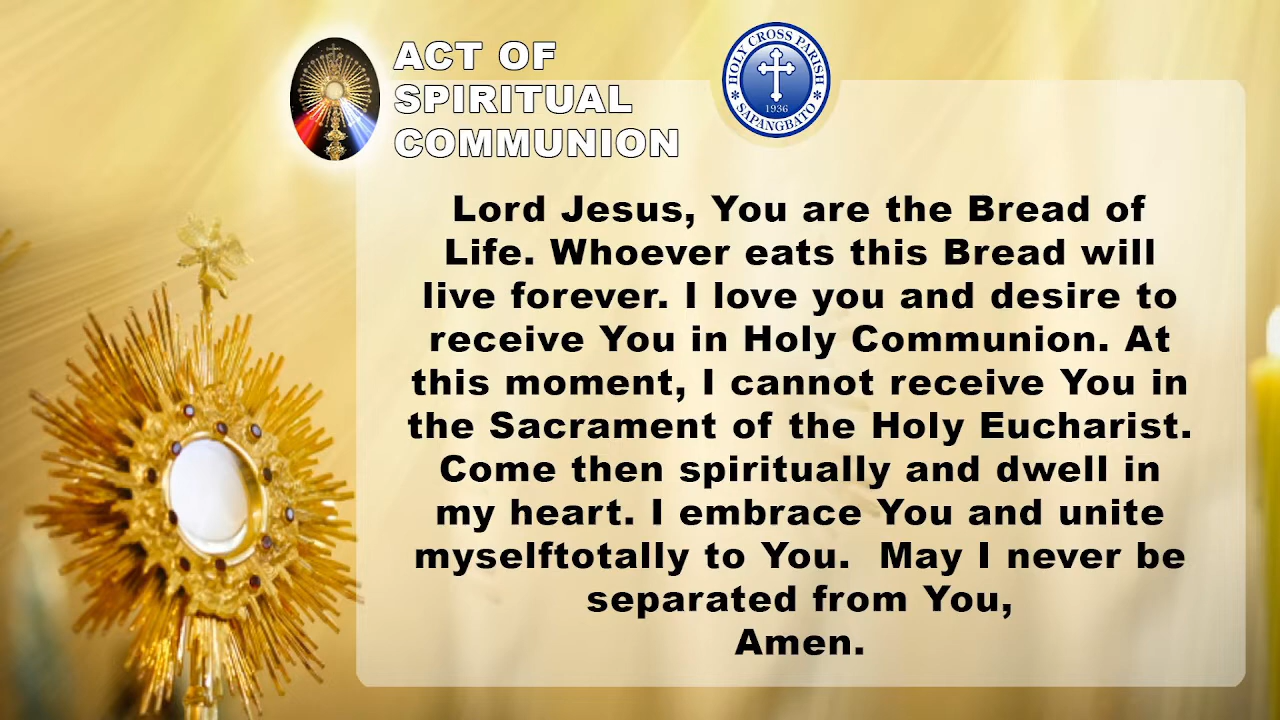 ACT OF
SPIRITUAL
COMMUNION
HOLY CROSS PARISH
1936
SAPANGBATO
Lord Jesus, You are the Bread of
Life. Whoever eats this Bread will
live forever. I love you and desire to
receive You in Holy Communion. At
this moment, I cannot receive You in
the Sacrament of the Holy Eucharist.
Come then spiritually and dwell in
my heart. I embrace You and unite
myselftotally to You.  May I never be
separated from You,
Amen.